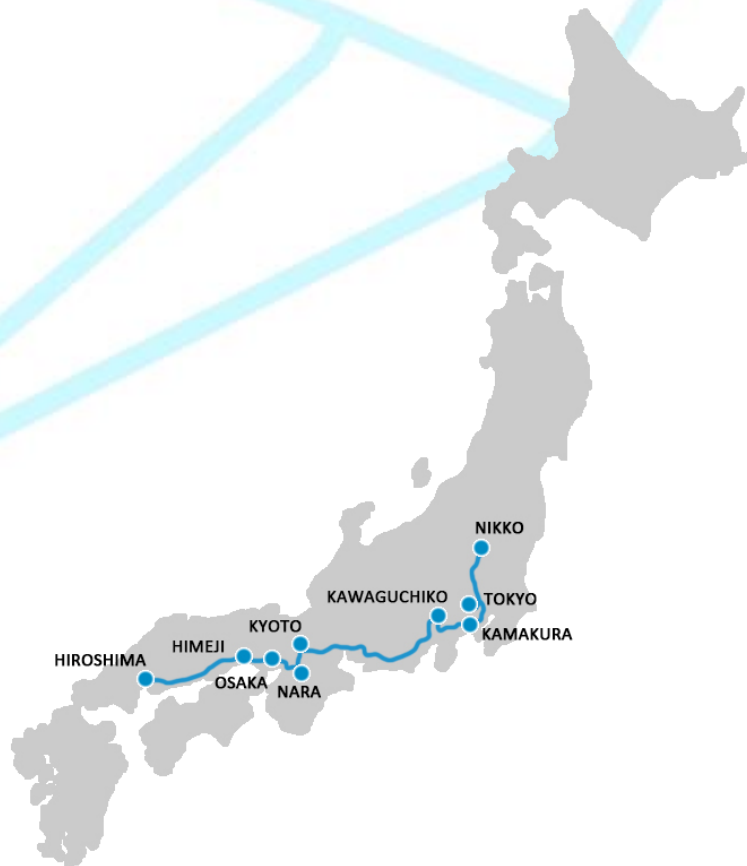 NIKKO
KAWAGUCHIKO
TOKYO
KYOTO
KAMAKURA
HIMEJI
HIROSHIMA
OSAKA
NARA